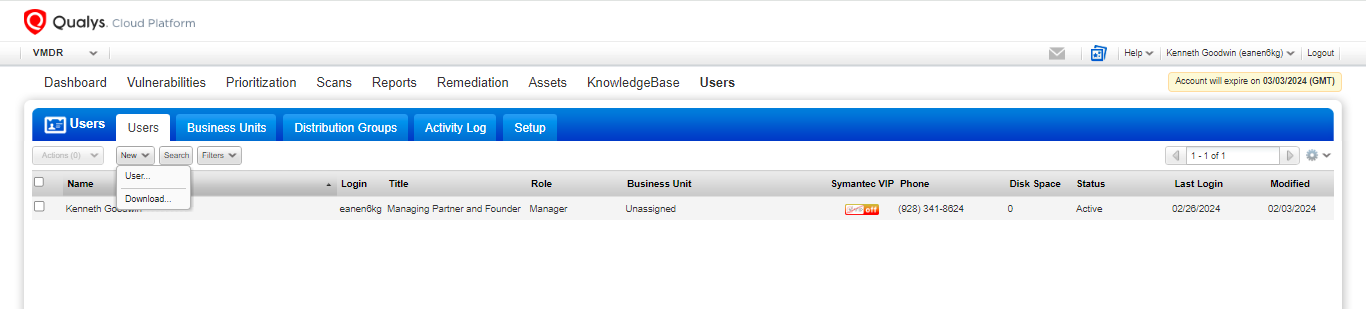 Qualys. Cloud Platform
VMDR
Help Kenneth Goodwin (eanen6kg) Logout
Dashboard Vulnerabilities Prioritization Scans Reports Remediation Assets KnowledgeBase Users
Account will expire on 03/03/2024 (GMT)
Users Users Business Units Distribution Groups Activity Log Setup
Actions (0) New Search Filters 1 - 1 of 1
User...
Download...
Name Login Title Role Business Unit Symantec VIP Phone Disk Space Status Last Login Modified
Kenneth Goodwin eanen6kg Managing Partner and Founder Manager Unassigned off (928) 341-8624 0 Active 02/26/2024 02/03/2024